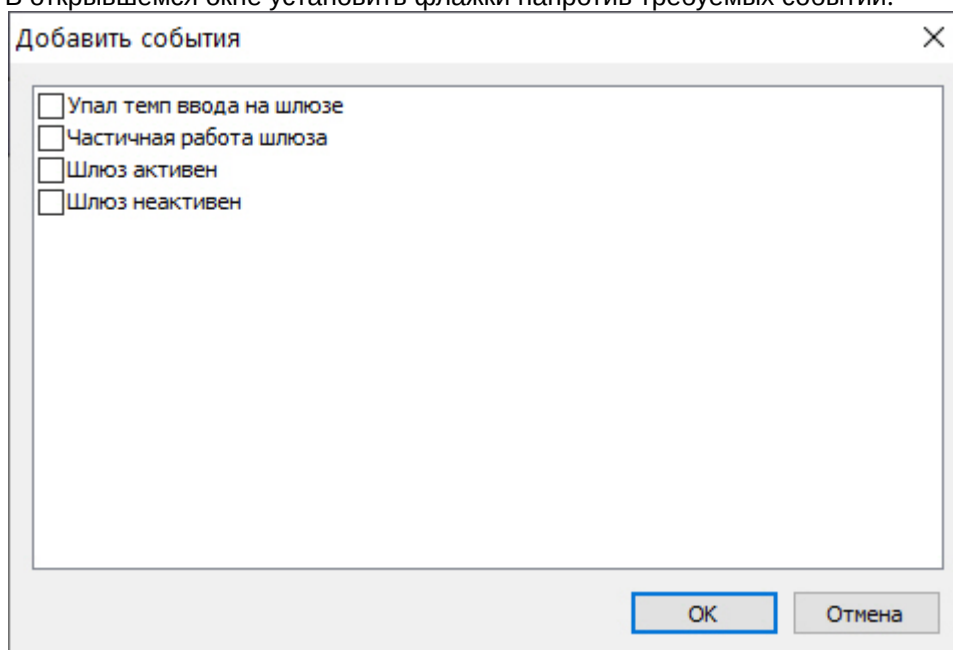 В открывшемся окне установить флажки напротив требуемых событий.
Добавить события
Упал темп ввода на шлюзе
Частичная работа шлюза
Шлюз активен
Шлюз неактивен
ОК
Отмена